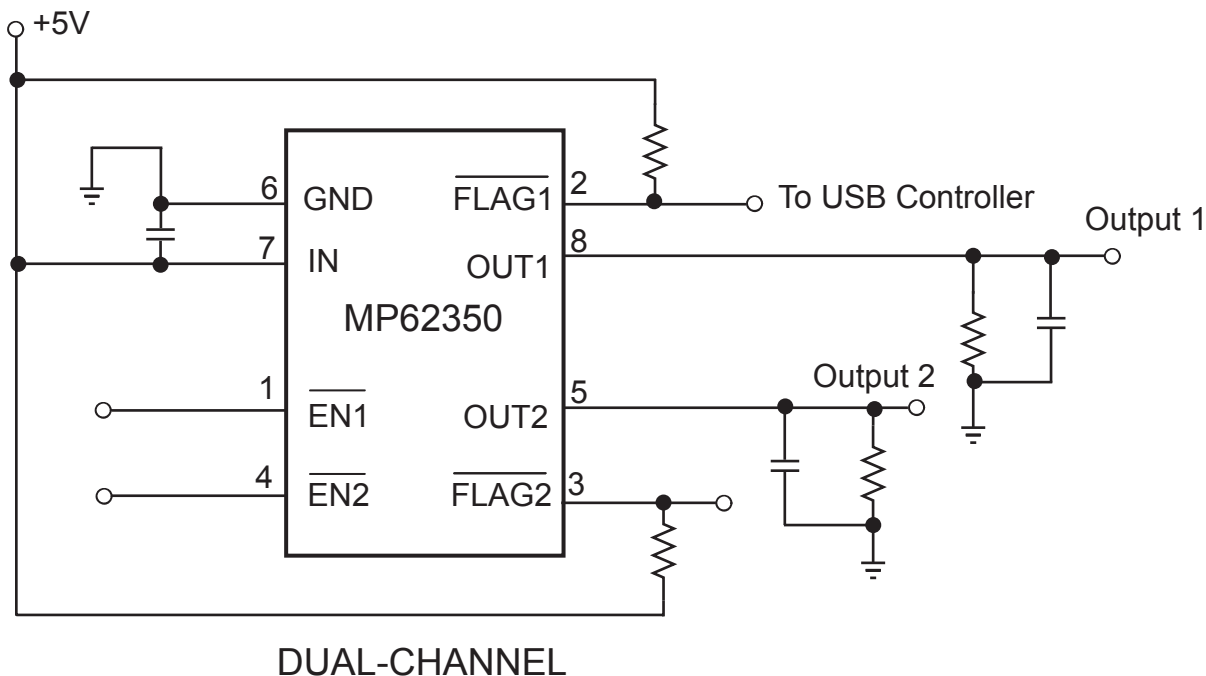 +5V
6
GND
FLAG1
2
To USB Controller
Output 1
7
IN
OUT1
8
MP62350
Output 2
1
EN1
OUT2
5
4
EN2
FLAG2
3
DUAL-CHANNEL